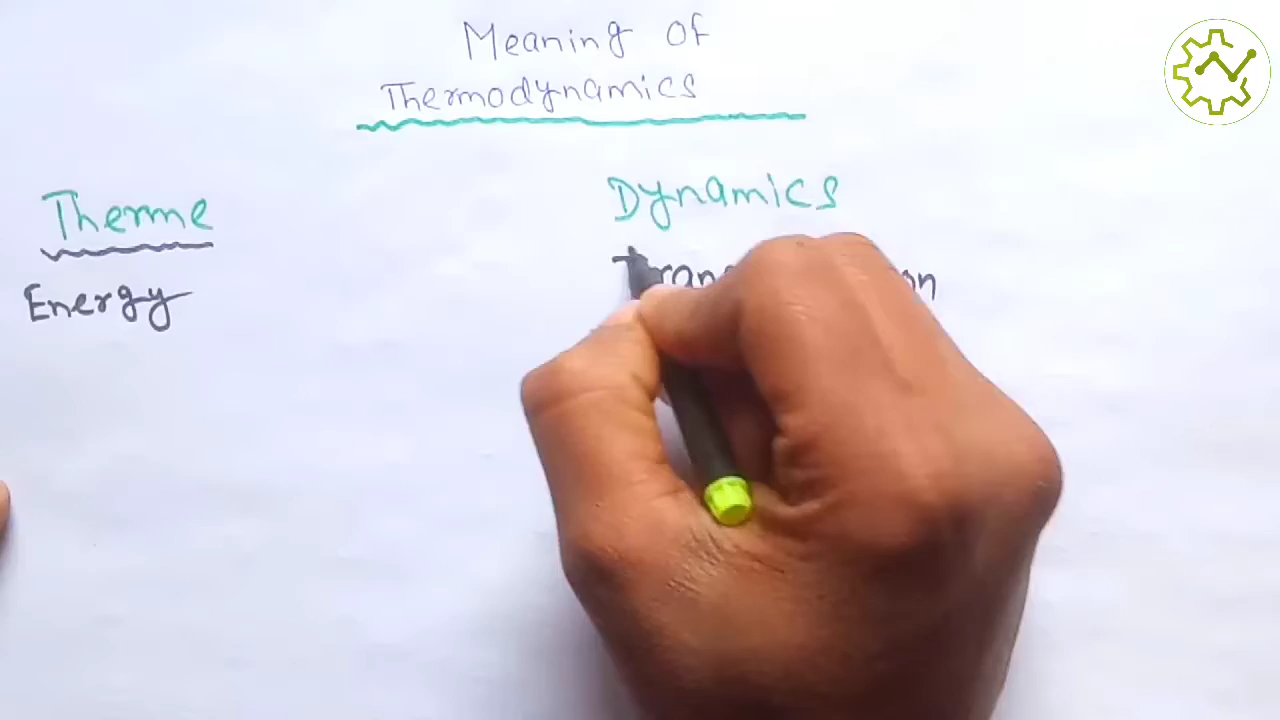 Meaning of
Thermodynamics
Therme
Energy
Dynamics